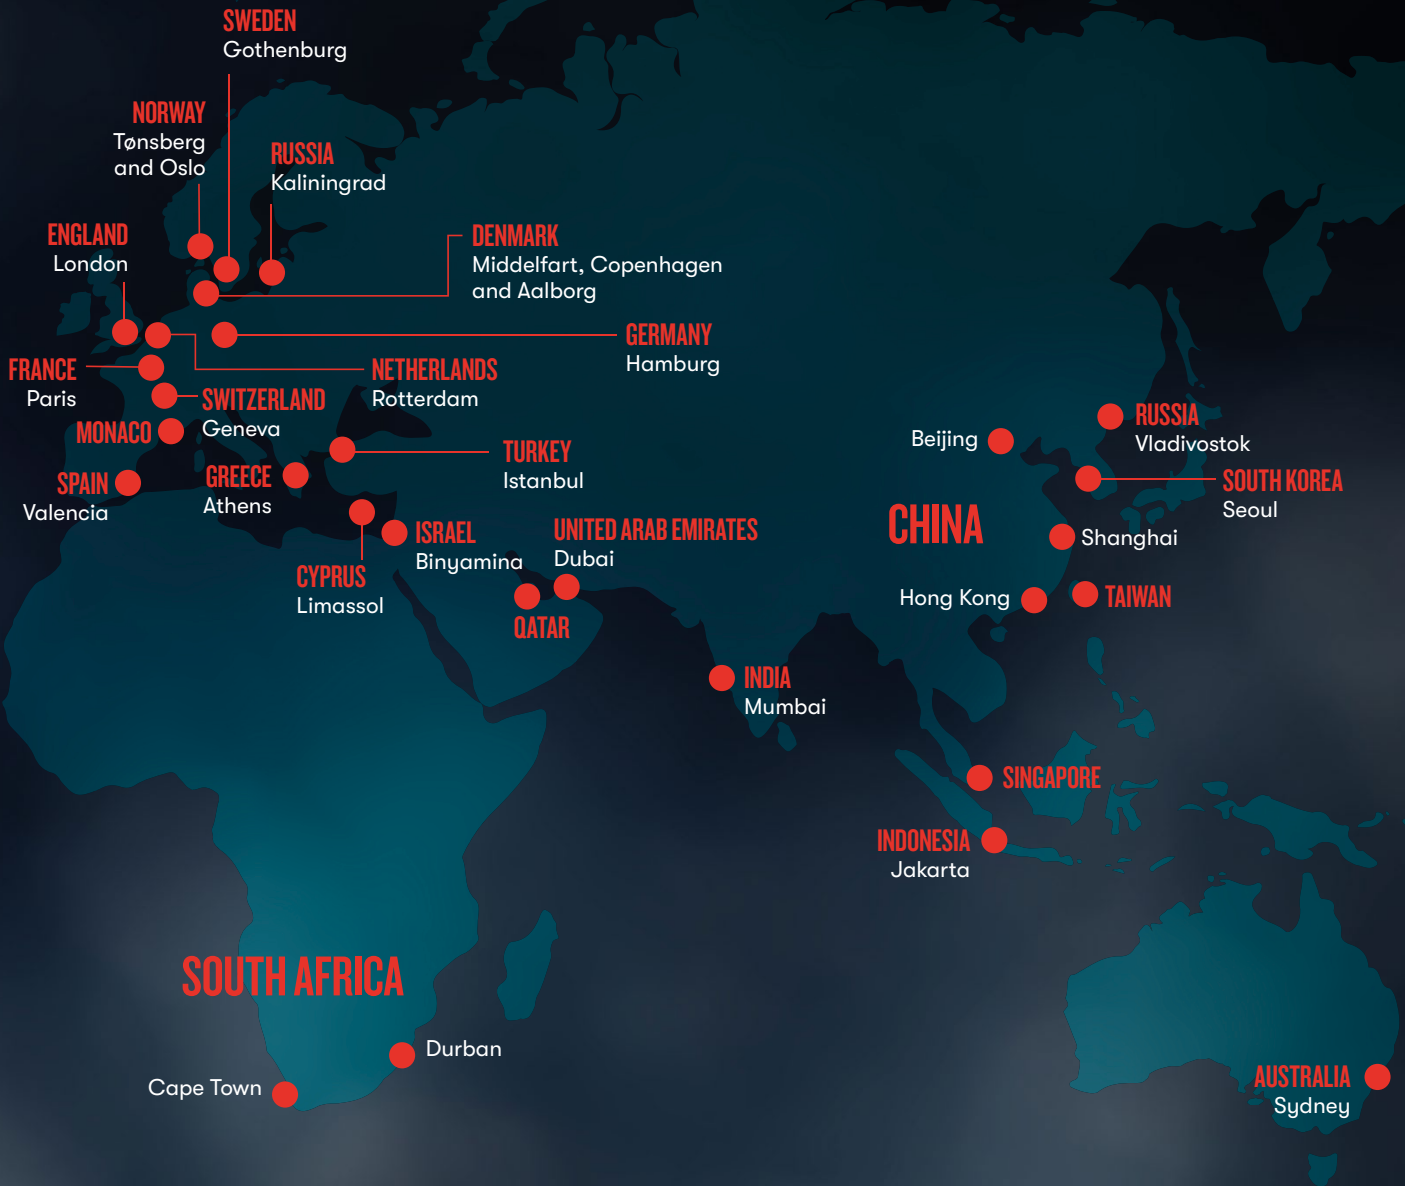 SWEDEN
Gothenburg
NORWAY
Tønsberg
and Oslo
RUSSIA
Kaliningrad
ENGLAND
London
DENMARK
Middelfart, Copenhagen
and Aalborg
GERMANY
Hamburg
FRANCE
Paris
NETHERLANDS
Rotterdam
SWITZERLAND
Geneva
MONACO
SPAIN
Valencia
GREECE
Athens
TURKEY
Istanbul
CYPRUS
Limassol
ISRAEL
Binyamina
UNITED ARAB EMIRATES
Dubai
QATAR
INDIA
Mumbai
Beijing
RUSSIA
Vladivostok
SOUTH KOREA
Seoul
CHINA
Shanghai
Hong Kong
TAIWAN
SINGAPORE
INDONESIA
Jakarta
SOUTH AFRICA
Durban
Cape Town
AUSTRALIA
Sydney